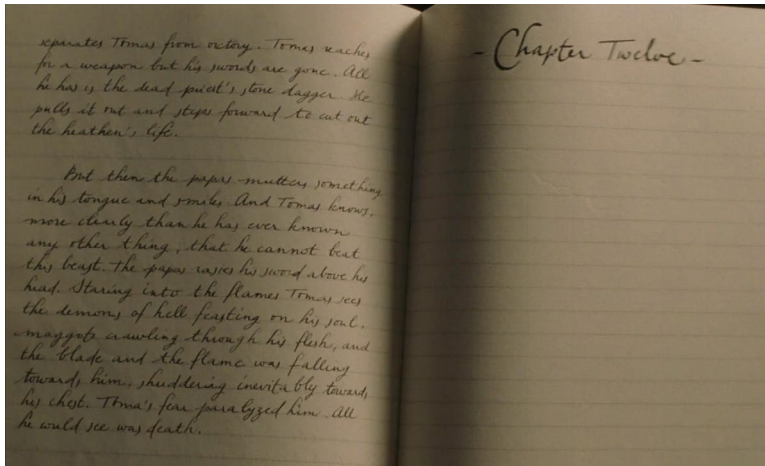 separates Tomas from victory. Tomas reaches
for a weapon but his swords are gone. All
he has is the dead priest's stone dagger. He
pulls it out and steps forward to cut out
the heathen's life.
But then the papas mutters something
in his tongue and smiles. And Tomas knows,
more clearly than he has ever known
any other thing, that he cannot beat
this beast. The papas rasies his sword above his
head. Staring into the flames Tomas sees
the demons of hell feasting on his soul,
maggots crawling through his flesh, and
the blade and the flame was falling
towards him, shuddering inevitably towards
his chest. Toma's fear paralyzed him. All
he would see was death.
- Chapter Twelve -